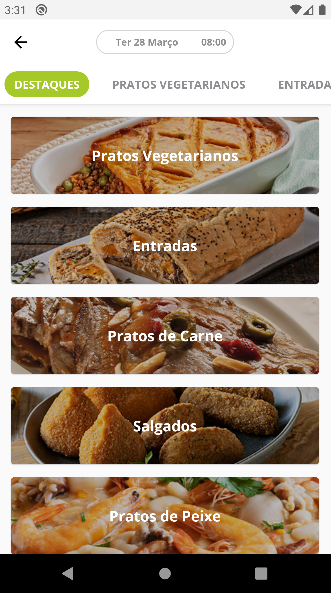 3:31
Ter 28 Março 08:00
DESTAQUES PRATOS VEGETARIANOS ENTRADA
Pratos Vegetarianos
Entradas
Pratos de Carne
Salgados
Pratos de Peixe